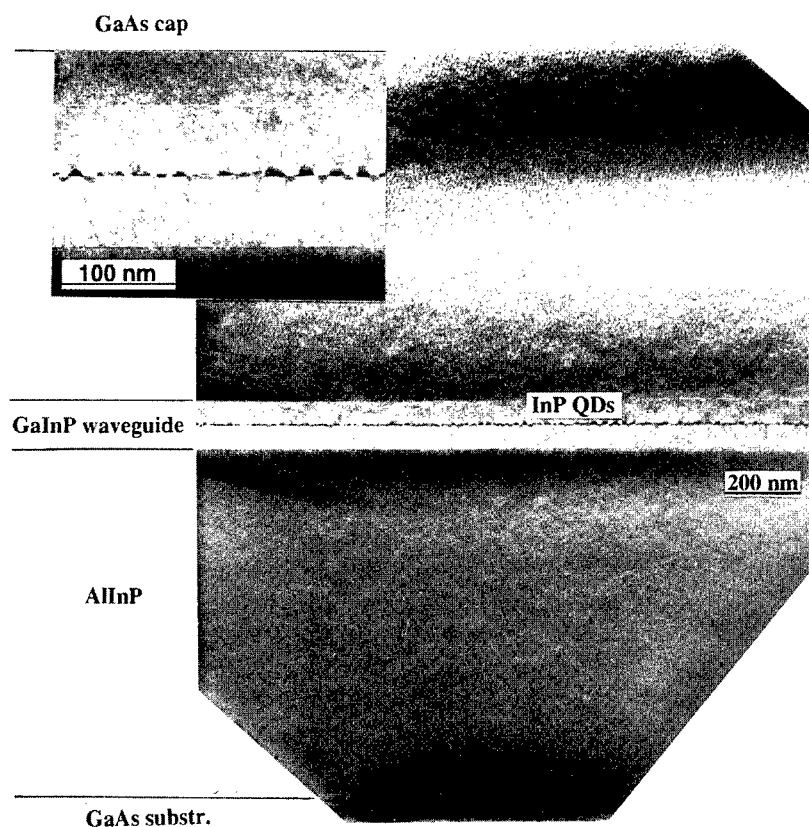 GaAs cap
100 nm
InP QDs
GaInP waveguide
200 nm
AlInP
GaAs substr.